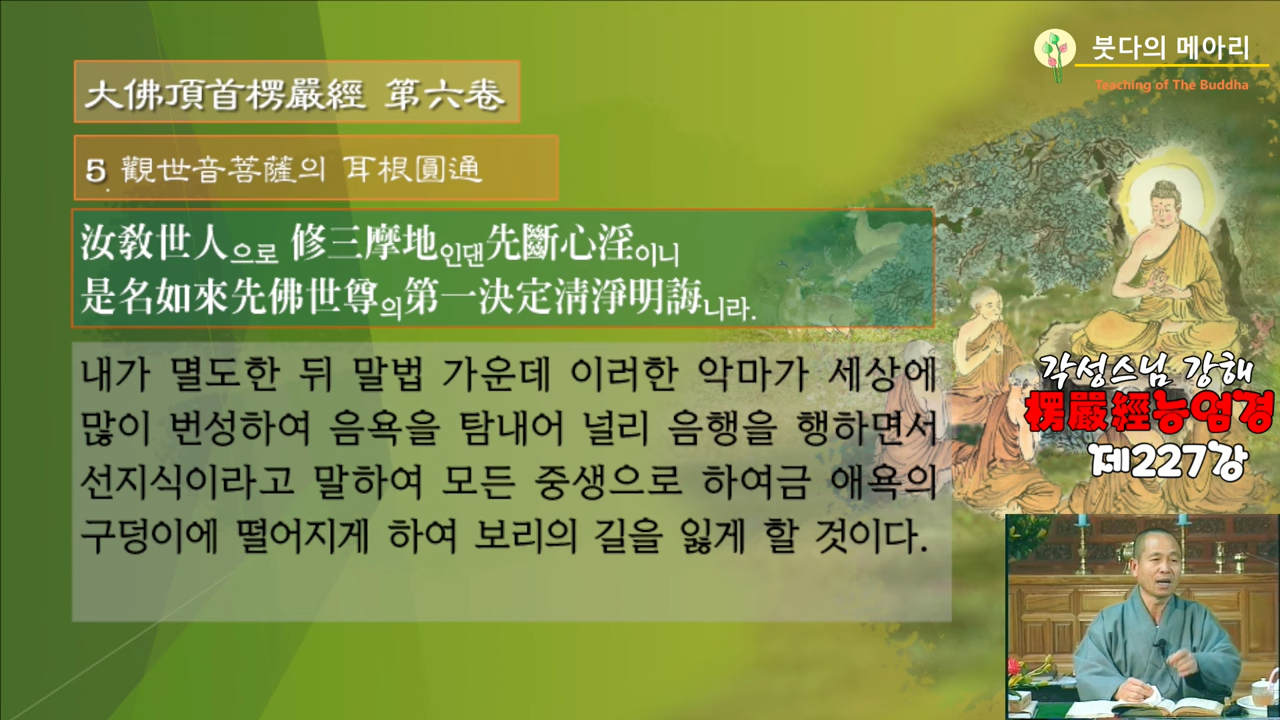 大佛頂首楞嚴經 第六卷
5. 觀世音菩薩의 耳根圓通
汝敎世人으로 修三摩地인댄先斷心淫이니
是名如來先佛世尊의第一決定淸淨明誨니라.
내가 멸도한 뒤 말법 가운데 이러한 악마가 세상에
많이 번성하여 음욕을 탐내어 널리 음행을 행하면서
선지식이라고 말하여 모든 중생으로 하여금 애욕의
구덩이에 떨어지게 하여 보리의 길을 잃게 할 것이다.
붓다의 메아리
Teaching of The Buddha
각성스님 강해
楞嚴經능엄경
제227강